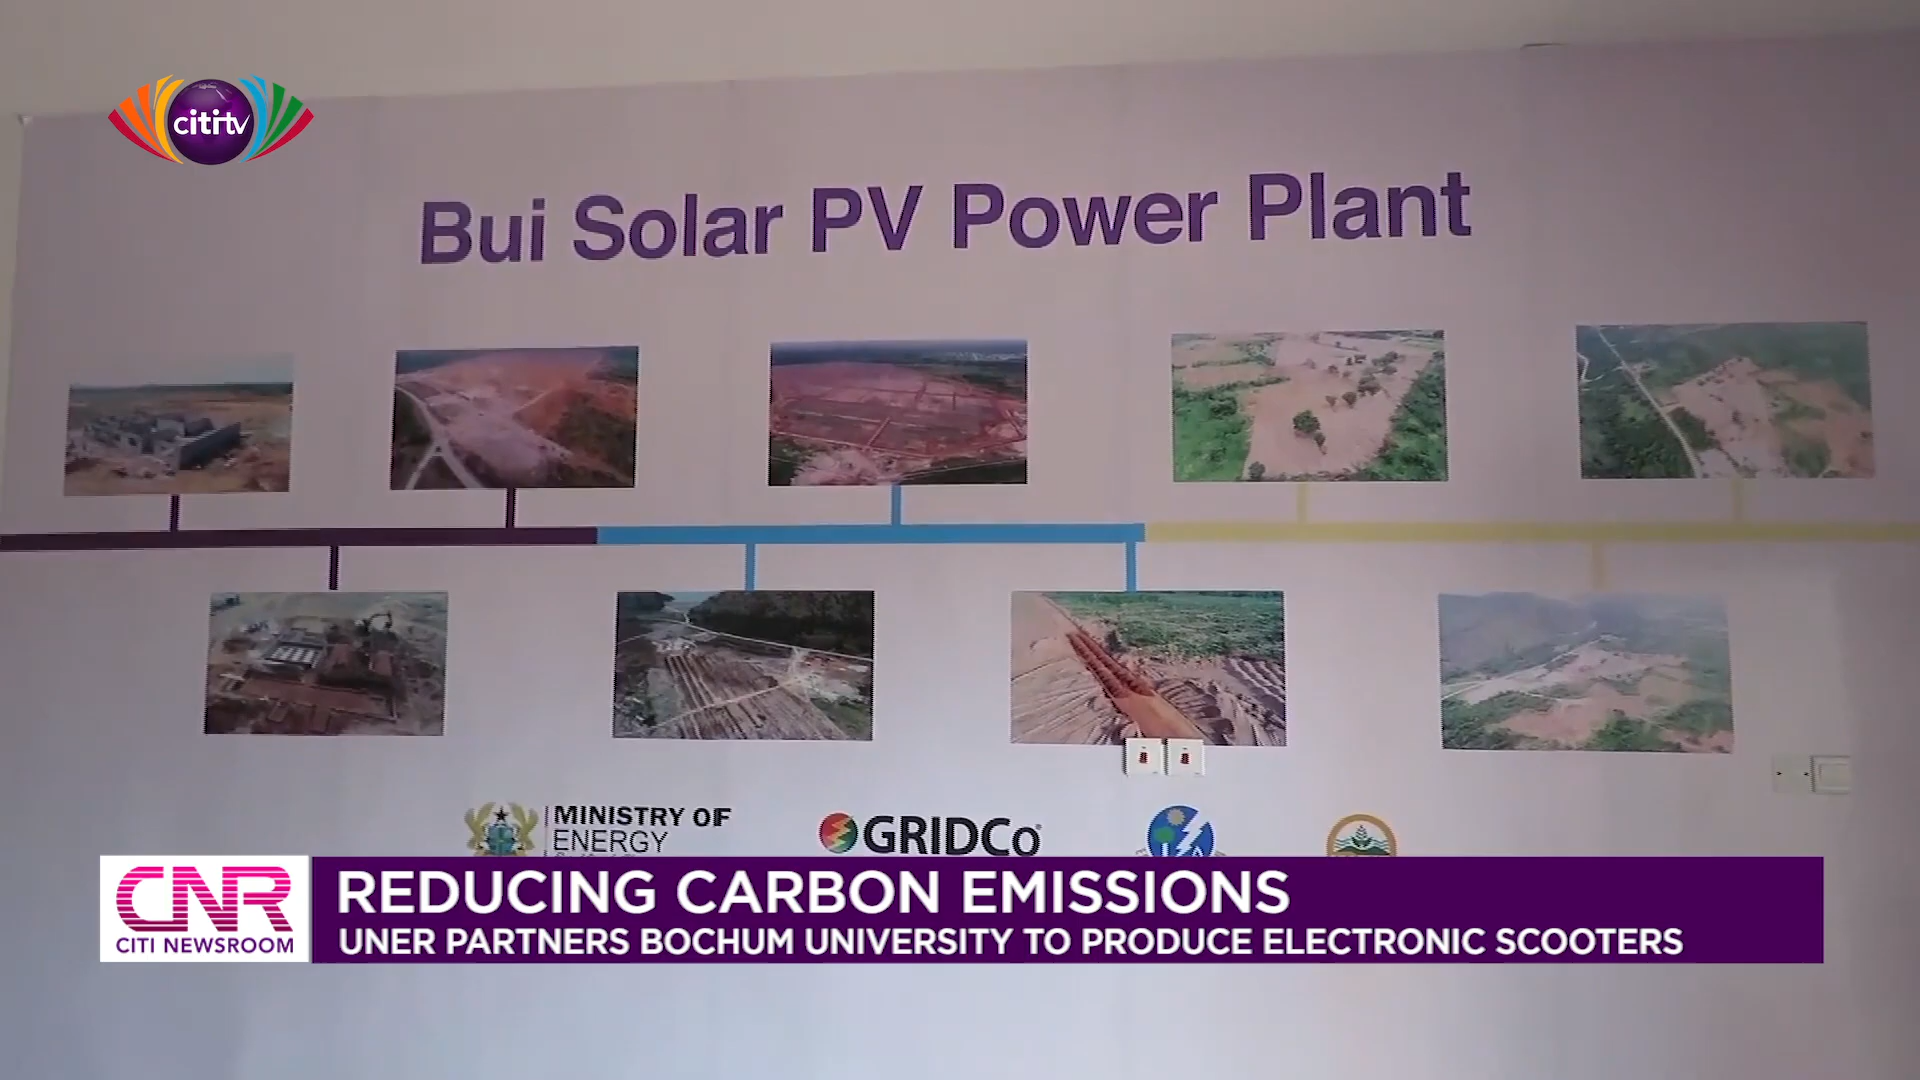 citi tv
Bui Solar PV Power Plant
MINISTRY OF
ENERGY
GRIDCo
CNR
CITI NEWSROOM
REDUCING CARBON EMISSIONS
UNER PARTNERS BOCHUM UNIVERSITY TO PRODUCE ELECTRONIC SCOOTERS